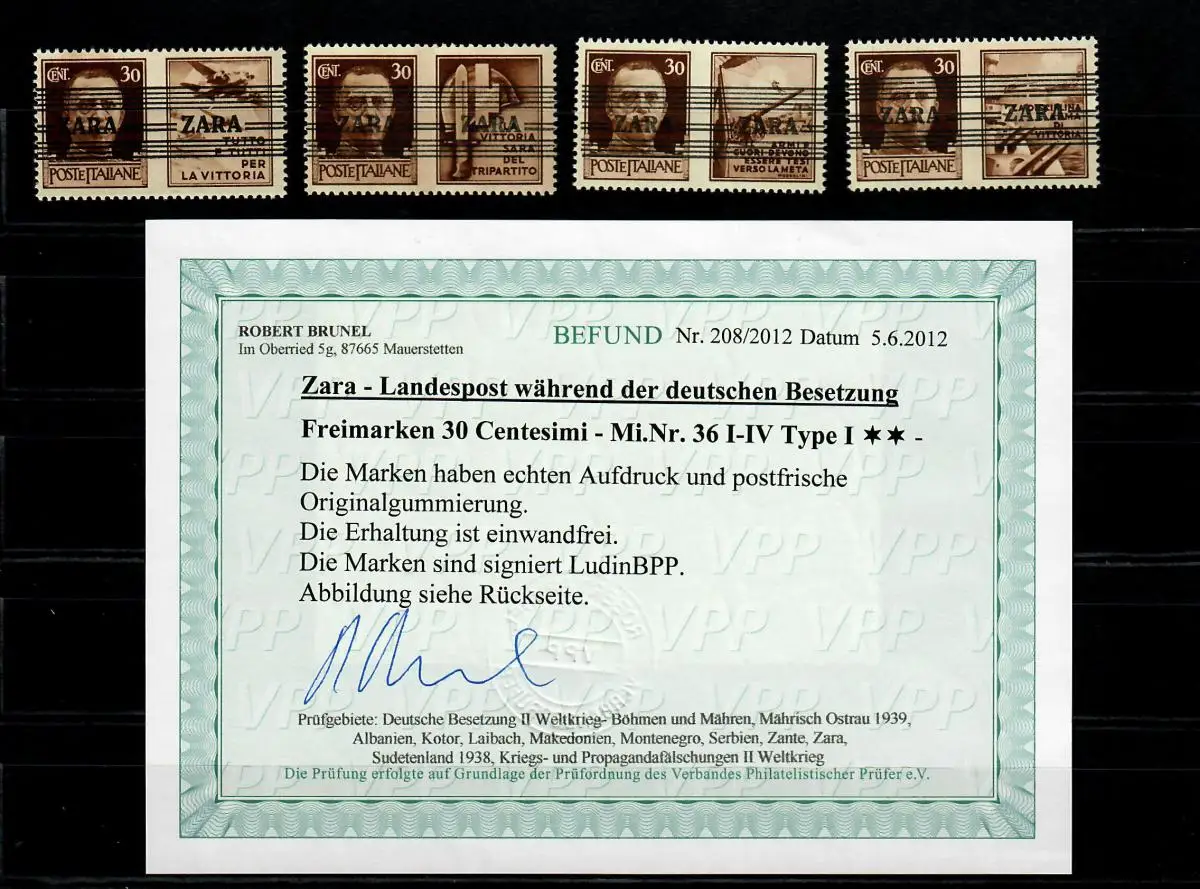 CENT. 30
ZARA ZARA
TUTTO
E TUTTI
PER
LA VITTORIA
POSTE ITALIANE
CENT. 30
ZARA ZARA
VITTORIA
SARA
DEL
TRIPARTITO
POSTE ITALIANE
CENT. 30
ZARA ZARA
ARMI E
CUORI DEVONO
ESSERE TESI
VERSO LA META
POSTE ITALIANE
CENT. 30
ZARA ZARA
LA DISCIPLINA
VITTORIA
POSTE ITALIANE
ROBERT BRUNEL
Im Oberried 5g, 87665 Mauerstetten
BEFUND Nr. 208/2012 Datum 5.6.2012
Zara - Landespost während der deutschen Besetzung
Freimarken 30 Centesimi - Mi.Nr. 36 I-IV Type I ★★ -
Die Marken haben echten Aufdruck und postfrische
Originalgummierung.
Die Erhaltung ist einwandfrei.
Die Marken sind signiert LudinBPP.
Abbildung siehe Rückseite.
Prüfgebiete: Deutsche Besetzung II Weltkrieg- Böhmen und Mähren, Mährisch Ostrau 1939,
Albanien, Kotor, Laibach, Makedonien, Montenegro, Serbien, Zante, Zara,
Sudetenland 1938, Kriegs- und Propagandafälschungen II Weltkrieg
Die Prüfung erfolgte auf Grundlage der Prüfordnung des Verbandes Philatelistischer Prüfer e.V.